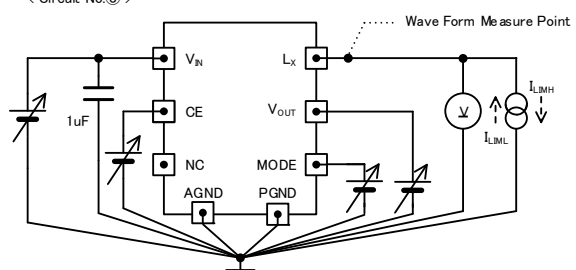 < Circuit No.⑥ >
Wave Form Measure Point
V_IN
L_X
I_LIMH
1uF
CE
V_OUT
V
I_LIML
NC
MODE
AGND
PGND